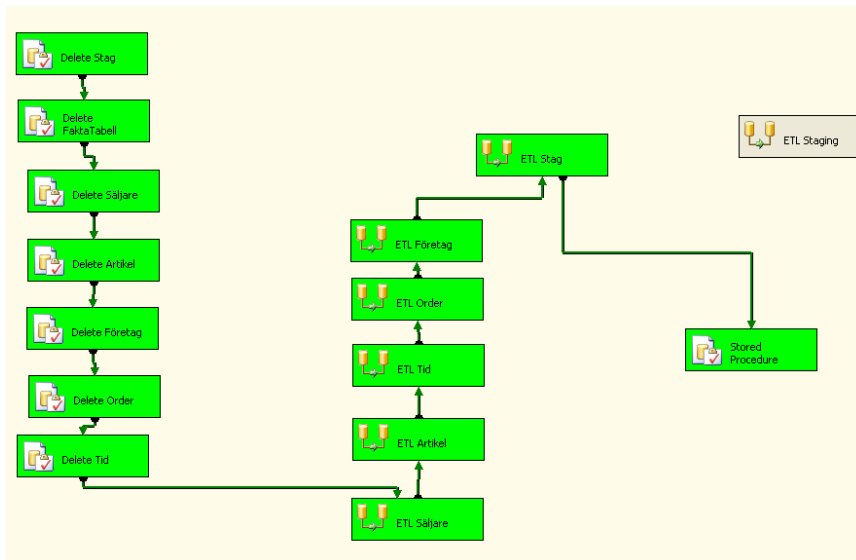 Delete Stag
Delete
FaktaTabell
Delete Säljare
Delete Artikel
Delete Företag
Delete Order
Delete Tid
ETL Säljare
ETL Artikel
ETL Tid
ETL Order
ETL Företag
ETL Stag
Stored
Procedure
ETL Staging